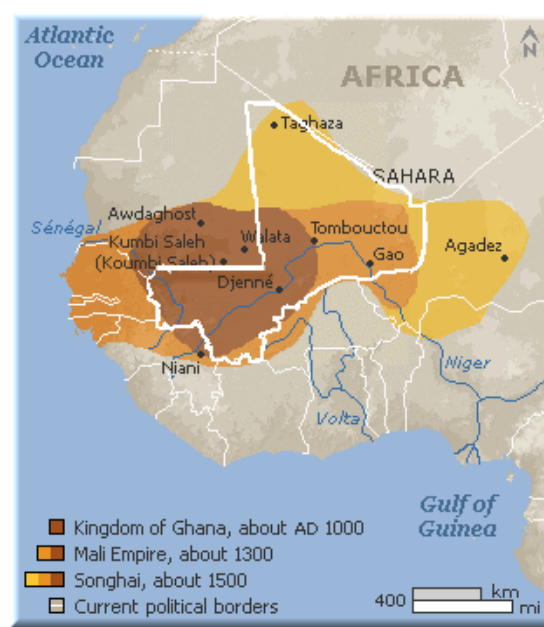 Atlantic
Ocean
N
AFRICA
Taghaza
SAHARA
Awdaghost
Sénégal
Kumbi Saleh
(Koumbi Saleh)
Walata
Tombouctou
Gao
Agadez
Djenné
Niani
Niger
Volta
Gulf of
Guinea
Kingdom of Ghana, about AD 1000
Mali Empire, about 1300
Songhai, about 1500
Current political borders
400 km
mi